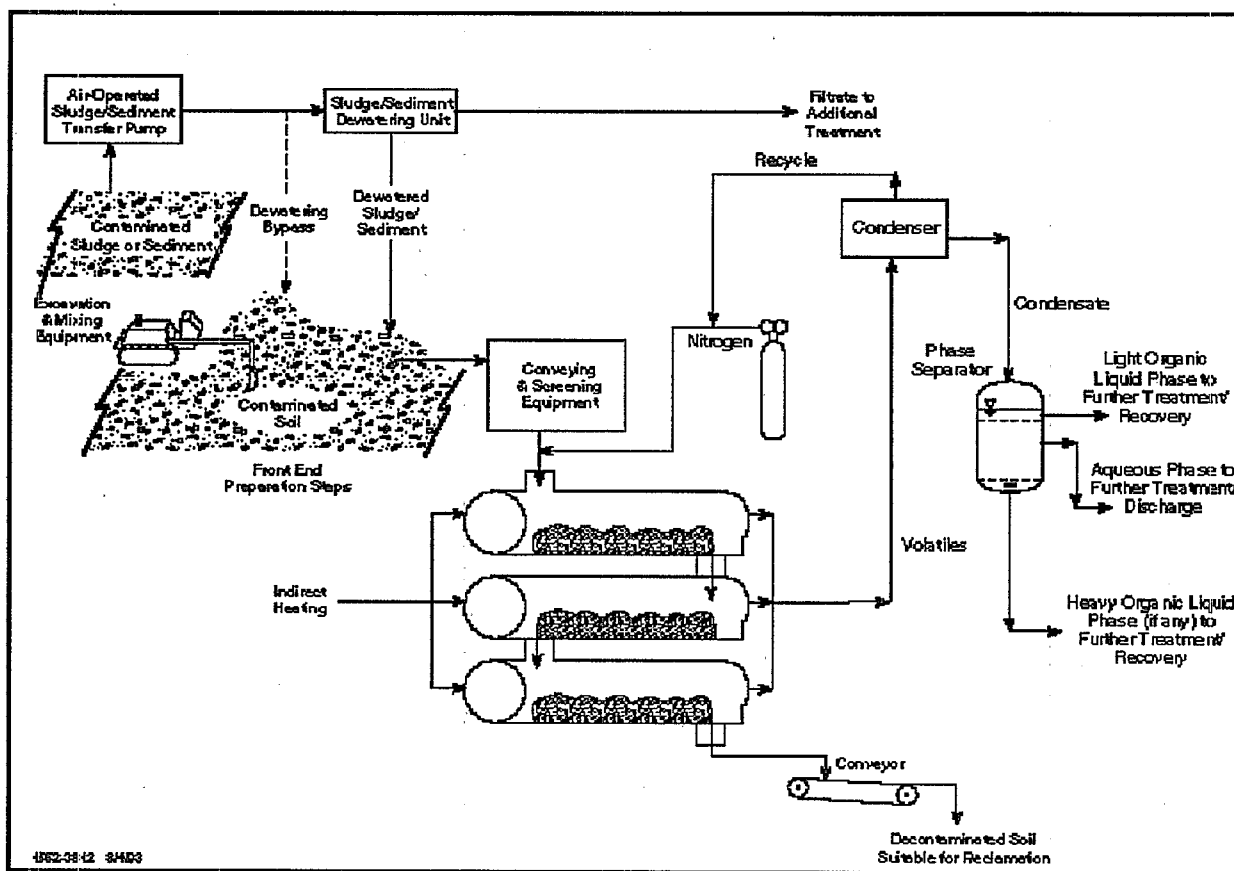 Air-Operated
Sludge/Sediment
Transfer Pump
Sludge/Sediment
Dewatering Unit
Filtrate to
Additional
Treatment
Recycle
Contaminated
Sludge or Sediment
Dewatering
Bypass
Dewatered
Sludge/
Sediment
Condenser
Condensate
Excavation
& Mixing
Equipment
Nitrogen
Phase
Separator
Light Organic
Liquid Phase to
Further Treatment/
Recovery
Conveying
& Screening
Equipment
Contaminated
Soil
Front End
Preparation Steps
Aqueous Phase to
Further Treatment/
Discharge
Volatiles
Indirect
Heating
Heavy Organic Liquid
Phase (if any) to
Further Treatment/
Recovery
Conveyor
Decontaminated Soil
Suitable for Reclamation